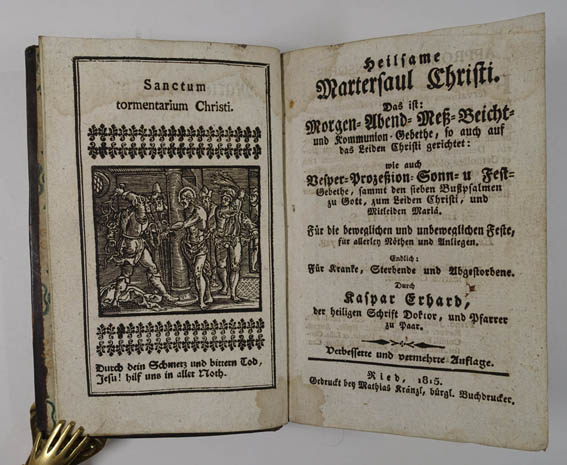 Sanctum
tormentarium Christi.
Durch dein Schmerz und bittern Tod,
Jesu! hilf uns in aller Noth.
Heilsame
Martersaul Christi.
Das ist:
Morgen-Abend-Meß-Beicht-
und Kommunion-Gebethe, so auch auf
das Leiden Christi gerichtet:
wie auch
Vesper-Prozeßion-Sonn- u Fest-
Gebethe, sammt den sieben Bußpsalmen
zu Gott, zum Leiden Christi, und
Mitleiden Mariä.
Für die beweglichen und unbeweglichen Feste,
für allerley Nöthen und Anliegen.
Endlich:
Für Kranke, Sterbende und Abgestorbene.
Durch
Kaspar Erhard,
der heiligen Schrift Doktor, und Pfarrer
zu Paar.
Verbesserte und vermehrte Auflage.
Ried, 1815.
Gedruckt bey Mathias Kränzl, bürgl. Buchdrucker.